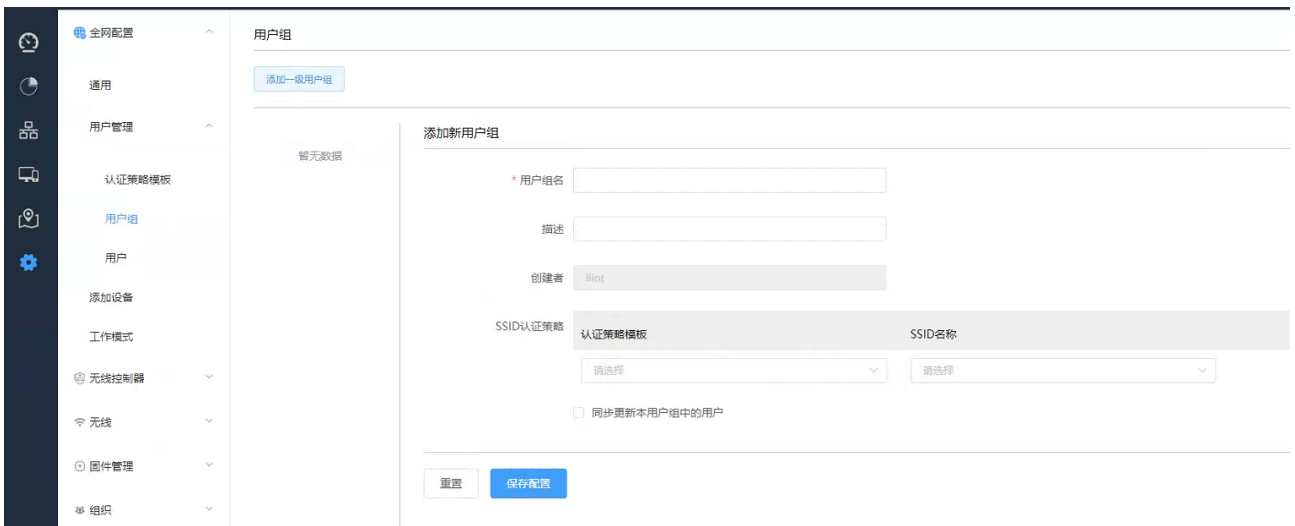 全网配置
通用
用户管理
认证策略模板
用户组
用户
添加设备
工作模式
无线控制器
无线
固件管理
组织
用户组
添加一级用户组
暂无数据
添加新用户组
* 用户组名
描述
创建者
SSID认证策略
认证策略模板 SSID名称
请选择 请选择
同步更新本用户组中的用户
重置 保存配置